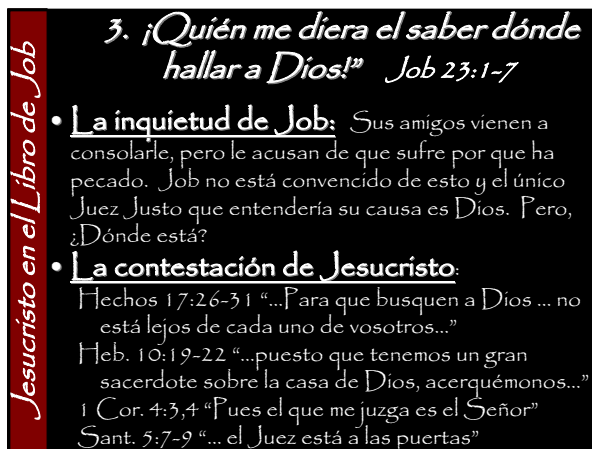 Jesucristo en el Libro de Job
3. ¡Quién me diera el saber dónde
hallar a Dios!” Job 23:1-7
• La inquietud de Job: Sus amigos vienen a
consolarle, pero le acusan de que sufre por que ha
pecado. Job no está convencido de esto y el único
Juez Justo que entendería su causa es Dios. Pero,
¿Dónde está?
• La contestación de Jesucristo:
Hechos 17:26-31 “...Para que busquen a Dios ... no
está lejos de cada uno de vosotros...”
Heb. 10:19-22 “...puesto que tenemos un gran
sacerdote sobre la casa de Dios, acerquémonos...”
1 Cor. 4:3,4 “Pues el que me juzga es el Señor”
Sant. 5:7-9 “... el Juez está a las puertas”